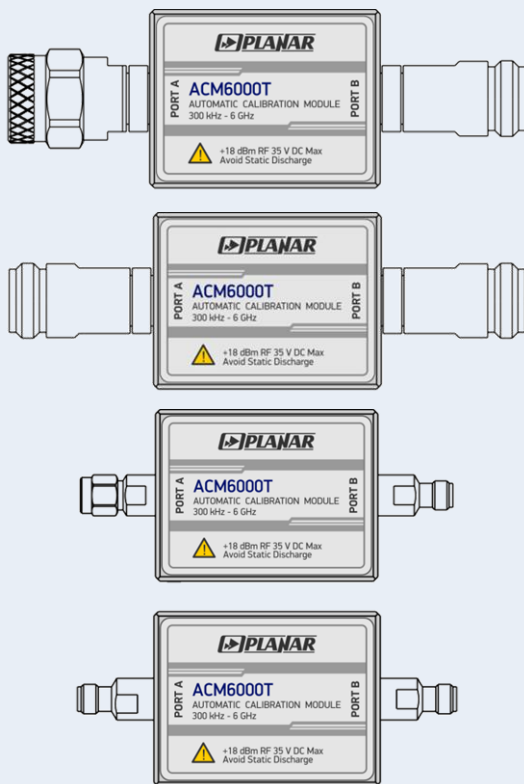 PLANAR
PORT A
ACM6000T
AUTOMATIC CALIBRATION MODULE
300 kHz - 6 GHz
PORT B
+18 dBm RF 35 V DC Max
Avoid Static Discharge
PLANAR
PORT A
ACM6000T
AUTOMATIC CALIBRATION MODULE
300 kHz - 6 GHz
PORT B
+18 dBm RF 35 V DC Max
Avoid Static Discharge
PLANAR
PORT A
ACM6000T
AUTOMATIC CALIBRATION MODULE
300 kHz - 6 GHz
PORT B
+18 dBm RF 35 V DC Max
Avoid Static Discharge
PLANAR
PORT A
ACM6000T
AUTOMATIC CALIBRATION MODULE
300 kHz - 6 GHz
PORT B
+18 dBm RF 35 V DC Max
Avoid Static Discharge